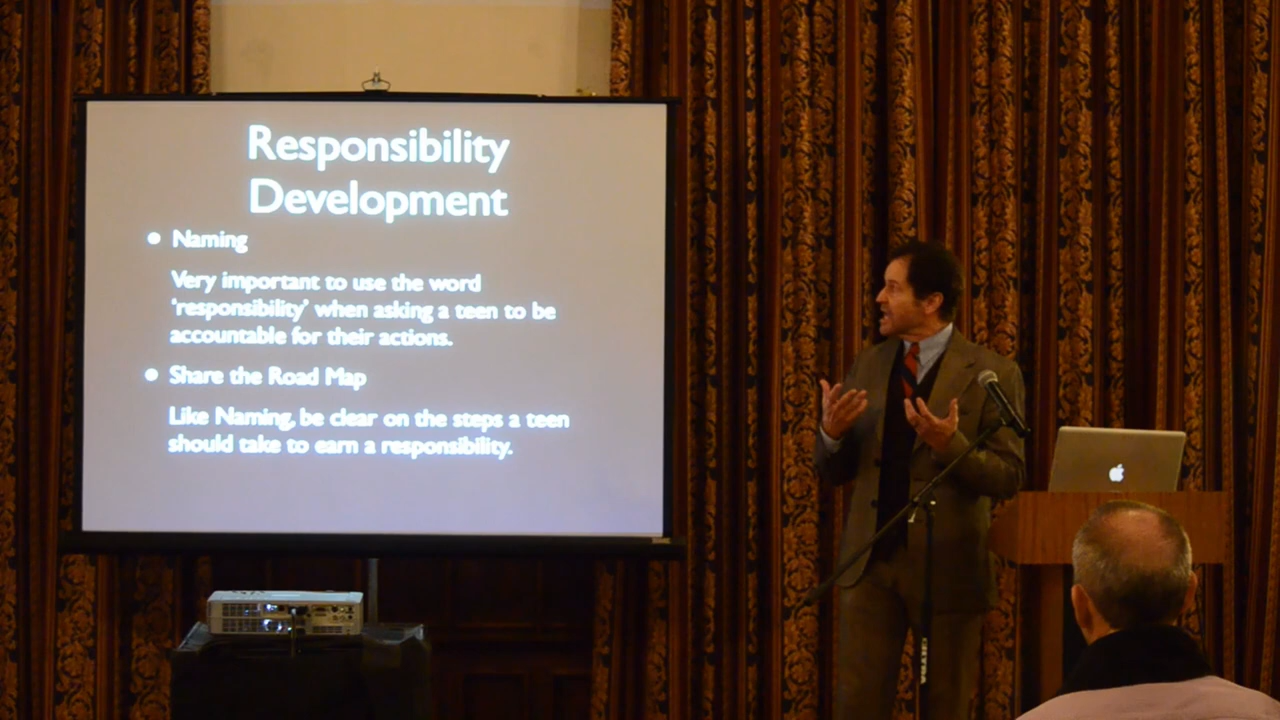 Responsibility
Development
Naming
Very important to use the word
‘responsibility’ when asking a teen to be
accountable for their actions.
Share the Road Map
Like Naming, be clear on the steps a teen
should take to earn a responsibility.